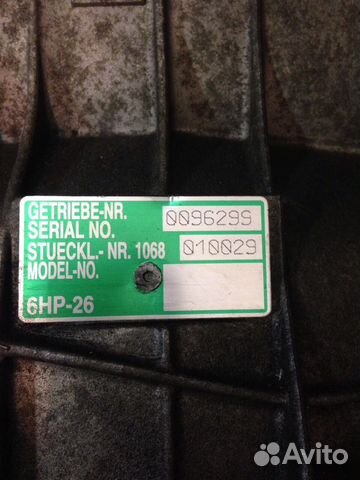 GETRIEBE-NR. 0096299
SERIAL NO.
STUECKL.- NR. 1068 010029
MODEL-NO.
6HP-26
Avito